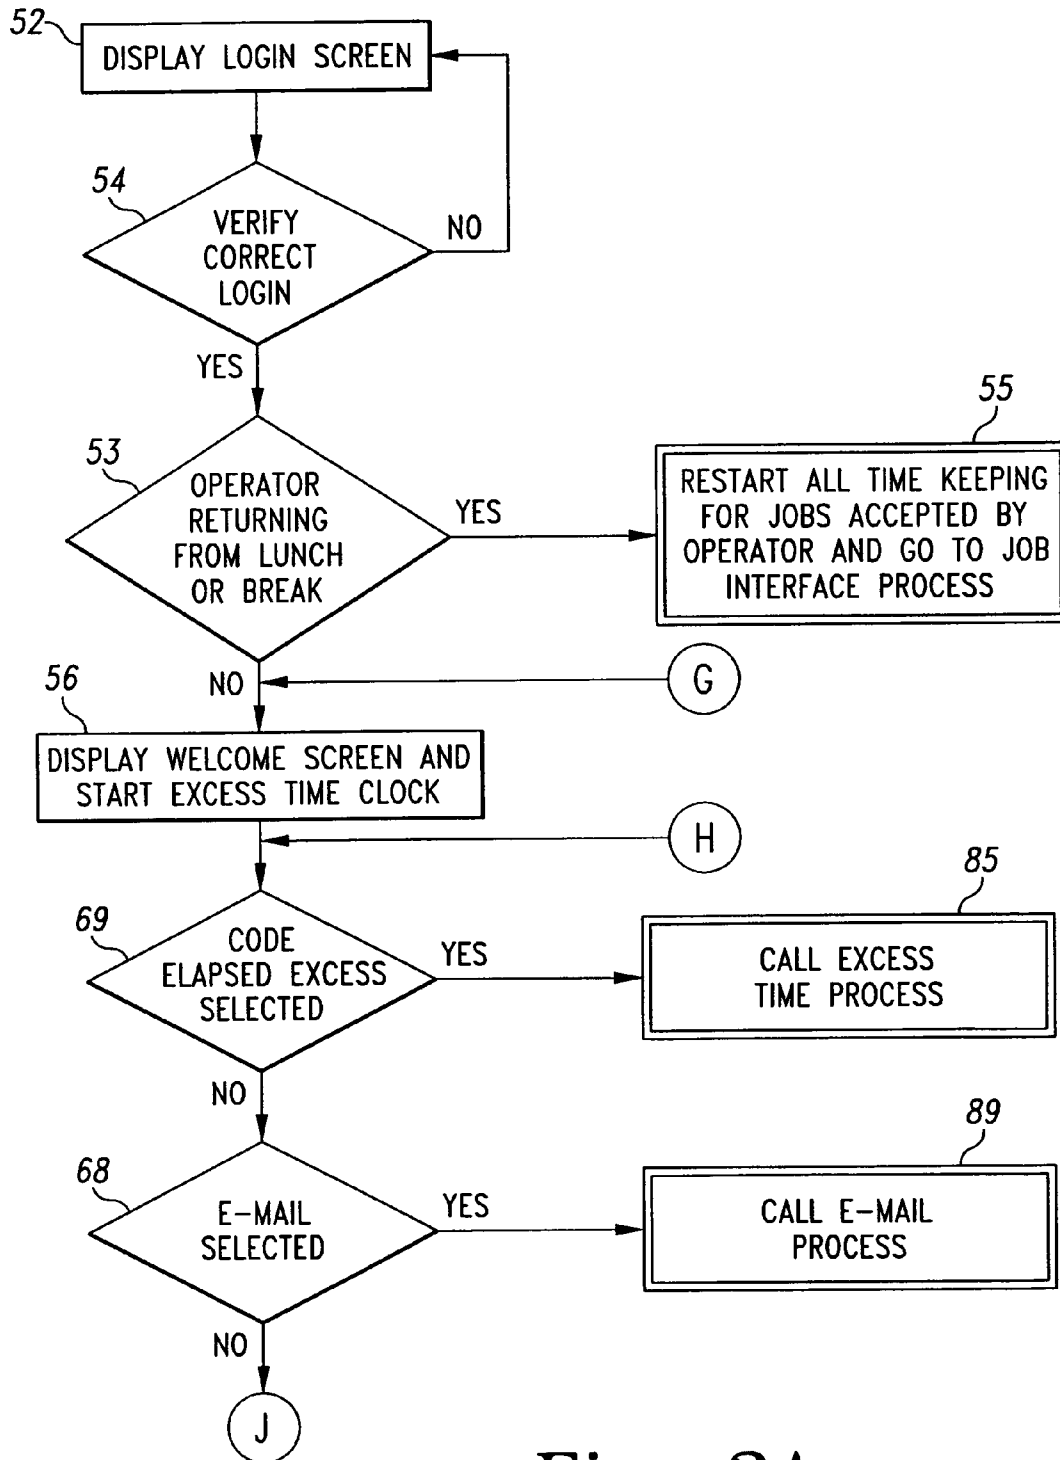 52
DISPLAY LOGIN SCREEN
54
VERIFY
CORRECT
LOGIN
NO
YES
53
OPERATOR
RETURNING
FROM LUNCH
OR BREAK
YES
55
RESTART ALL TIME KEEPING
FOR JOBS ACCEPTED BY
OPERATOR AND GO TO JOB
INTERFACE PROCESS
NO
G
56
DISPLAY WELCOME SCREEN AND
START EXCESS TIME CLOCK
H
69
CODE
ELAPSED EXCESS
SELECTED
YES
85
CALL EXCESS
TIME PROCESS
NO
68
E-MAIL
SELECTED
YES
89
CALL E-MAIL
PROCESS
NO
J